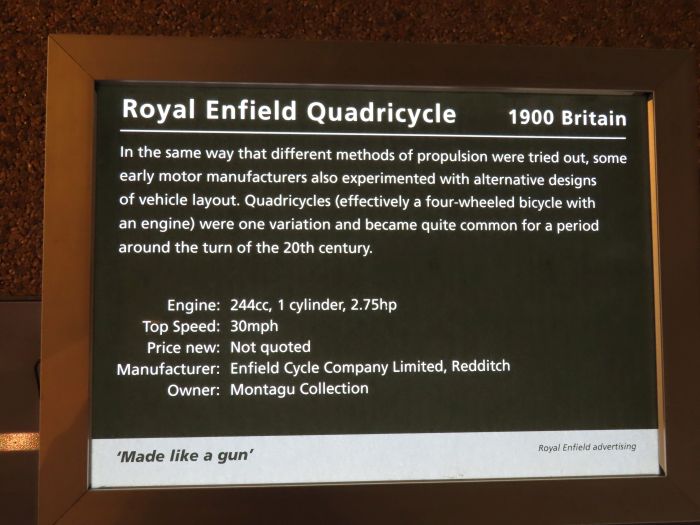 Royal Enfield Quadricycle 1900 Britain
In the same way that different methods of propulsion were tried out, some
early motor manufacturers also experimented with alternative designs
of vehicle layout. Quadricycles (effectively a four-wheeled bicycle with
an engine) were one variation and became quite common for a period
around the turn of the 20th century.
Engine: 244cc, 1 cylinder, 2.75hp
Top Speed: 30mph
Price new: Not quoted
Manufacturer: Enfield Cycle Company Limited, Redditch
Owner: Montagu Collection
‘Made like a gun’ Royal Enfield advertising